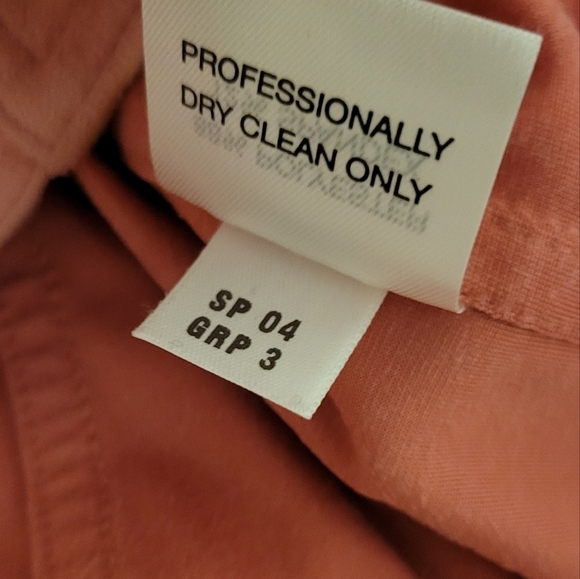 PROFESSIONALLY
DRY CLEAN ONLY
SP 04
GRP 3